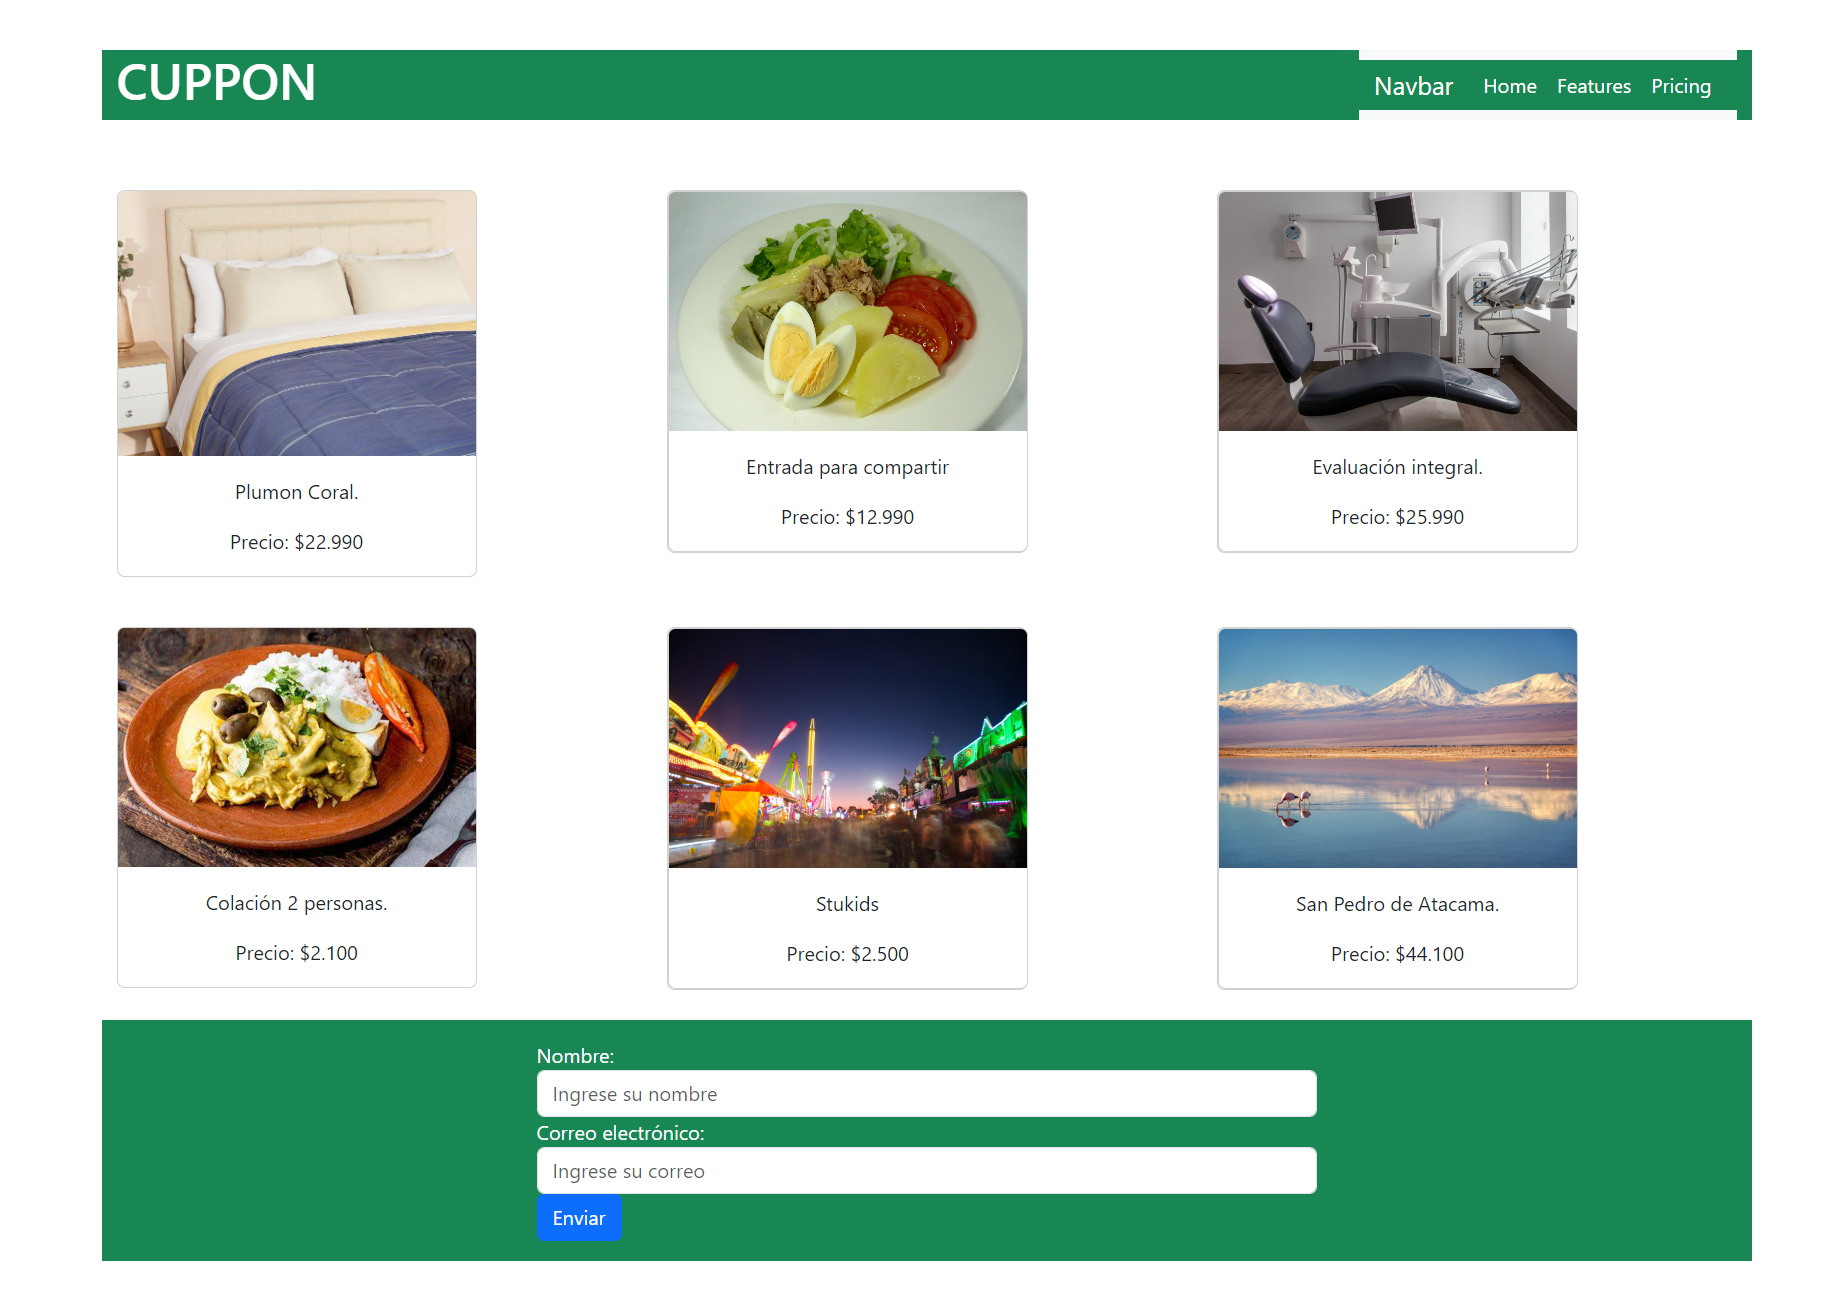 CUPPON
Navbar Home Features Pricing
Plumon Coral.
Precio: $22.990
Entrada para compartir
Precio: $12.990
Evaluación integral.
Precio: $25.990
Colación 2 personas.
Precio: $2.100
Stukids
Precio: $2.500
San Pedro de Atacama.
Precio: $44.100
Nombre:
Ingrese su nombre
Correo electrónico:
Ingrese su correo
Enviar